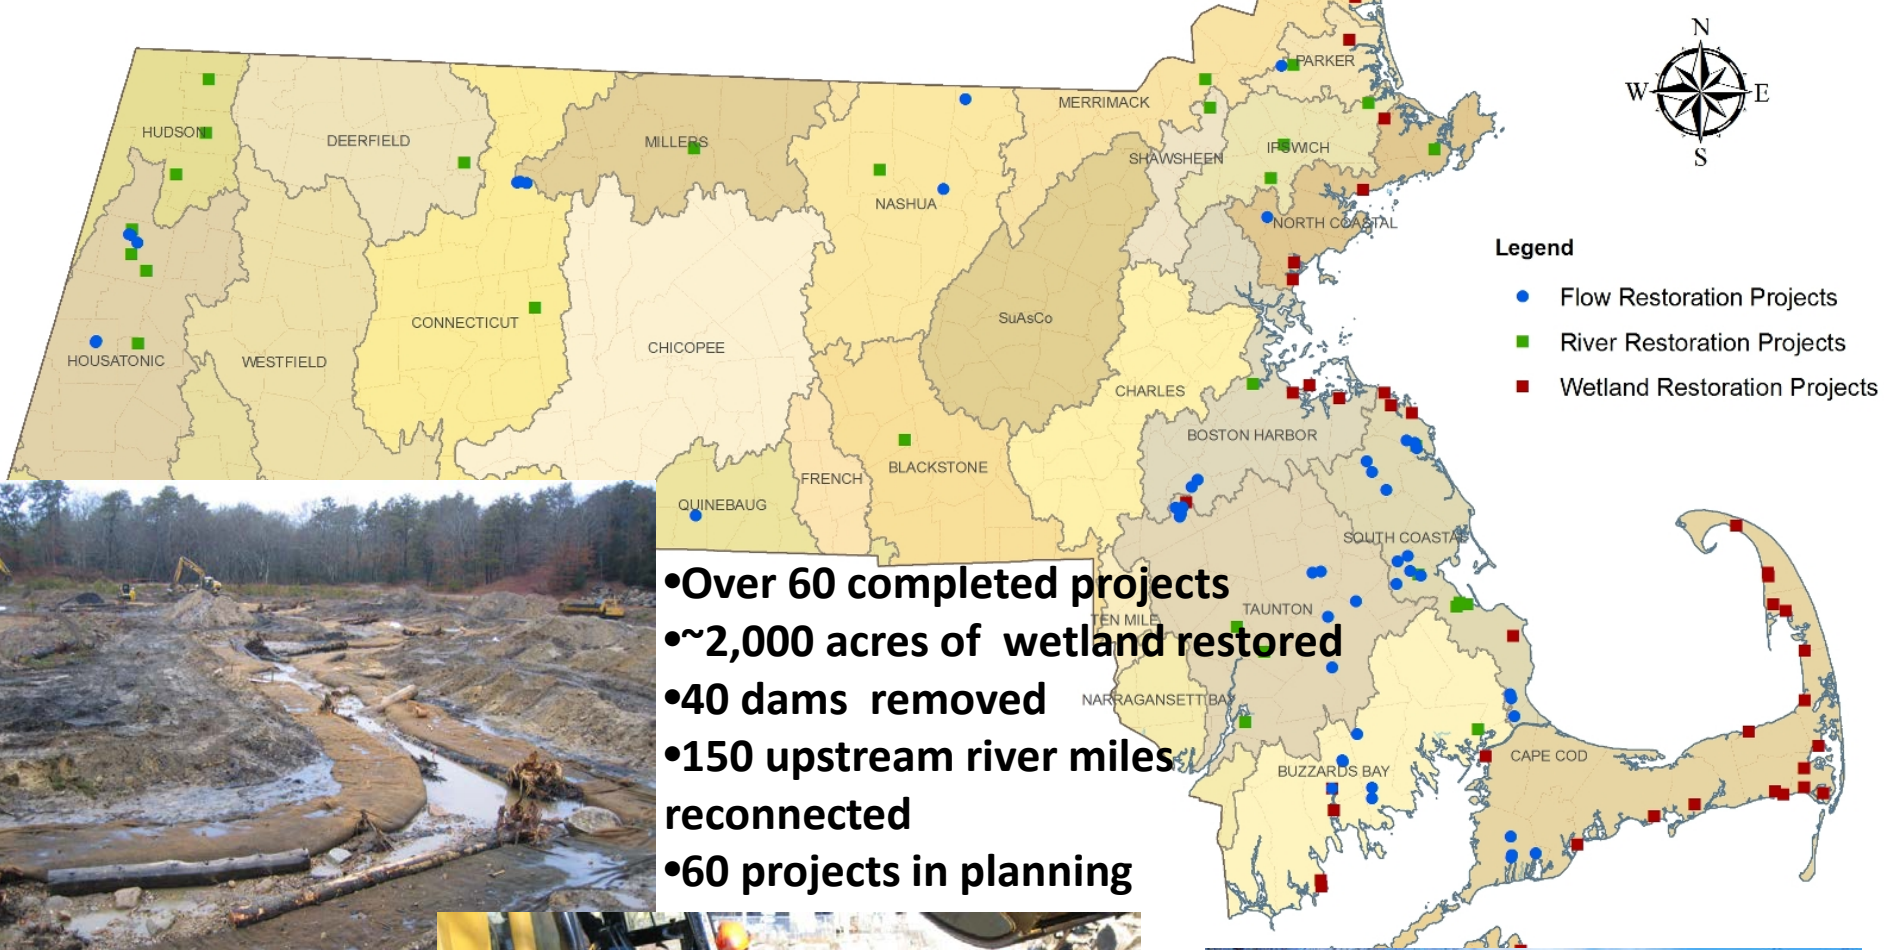 N
PARKER
W E
MERRIMACK
HUDSON
DEERFIELD
MILLERS
IPSWICH
SHAWSHEEN
S
NASHUA
NORTH COASTAL
Legend
Flow Restoration Projects
SuAsCo
CONNECTICUT
River Restoration Projects
CHICOPEE
HOUSATONIC
WESTFIELD
CHARLES
Wetland Restoration Projects
BOSTON HARBOR
BLACKSTONE
FRENCH
QUINEBAUG
SOUTH COASTAL
•Over 60 completed projects
TAUNTON
TEN MILE
•~2,000 acres of  wetland restored
NARRAGANSETT BAY
•40 dams  removed
•150 upstream river miles
reconnected
CAPE COD
BUZZARDS BAY
•60 projects in planning